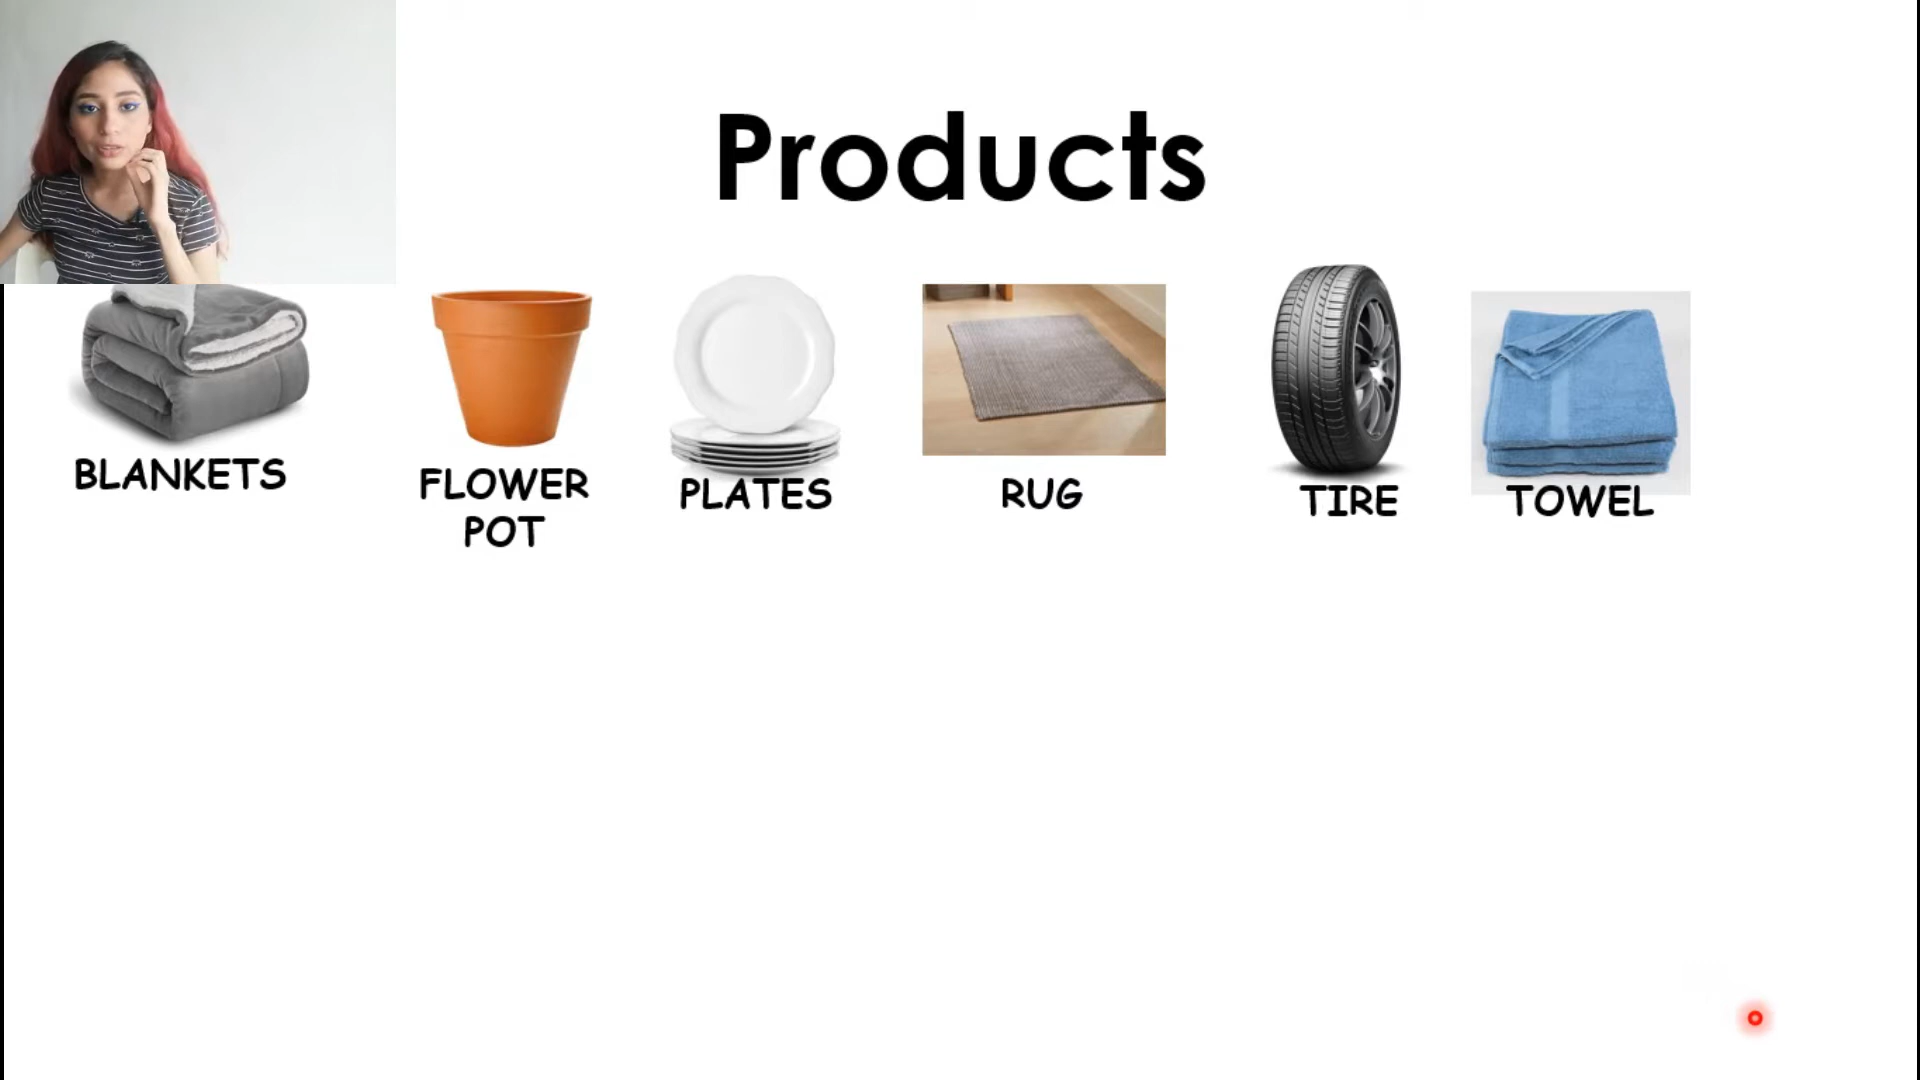 Products
BLANKETS
FLOWER
POT
PLATES
RUG
TIRE
TOWEL